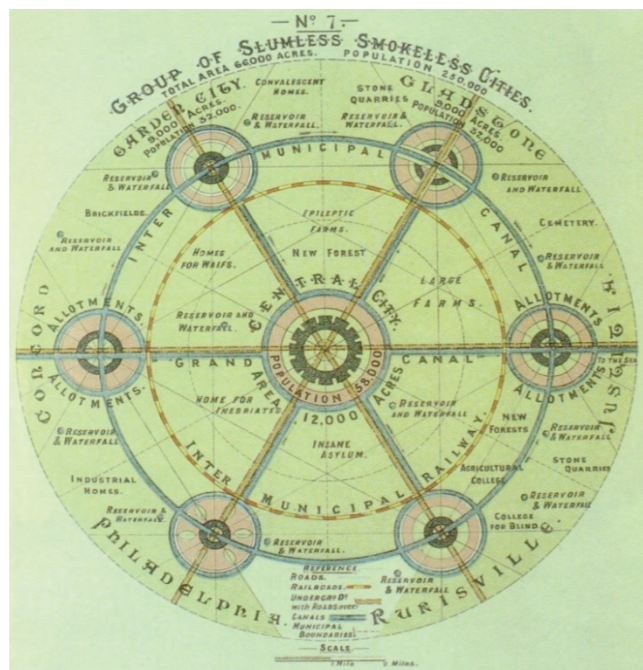 — Nº 7. —
GROUP OF SLUMLESS SMOKELESS CITIES.
TOTAL AREA 66,000 ACRES. POPULATION 250,000
GARDEN CITY.
9,000 ACRES.
POPULATION 32,000
CONVALESCENT
HOMES.
STONE
QUARRIES
GLADSTONE
9,000 ACRES
POPULATION
32,000
RESERVOIR
& WATERFALL
RESERVOIR &
WATERFALL
INTER MUNICIPAL CANAL
RESERVOIR
& WATERFALL
RESERVOIR
AND WATERFALL
BRICKFIELDS.
EPILEPTIC
FARMS.
CEMETERY.
RESERVOIR
AND WATERFALL
HOMES
FOR WAIFS.
NEW FOREST
RESERVOIR
& WATERFALL
LARGE
FARMS.
CENTRAL CITY.
RESERVOIR AND
WATERFALL.
CONCORD
ALLOTMENTS.
ALLOTMENTS
JUSTITIA
GRAND CANAL
TO THE SEA
POPULATION 58,000
AREA 12,000 ACRES
ALLOTMENTS.
ALLOTMENTS
HOME FOR
INEBRIATES.
RESERVOIR
AND WATERFALL
NEW
FORESTS
RESERVOIR
& WATERFALL
RESERVOIR
& WATERFALL
INSANE
ASYLUM.
STONE
QUARRIES
INTER MUNICIPAL RAILWAY.
AGRICULTURAL
COLLEGE
INDUSTRIAL
HOMES.
RESERVOIR
& WATERFALL
RESERVOIR &
WATERFALL.
COLLEGE
FOR BLIND.
RESERVOIR
& WATERFALL.
PHILADELPHIA.
RURISVILLE.
REFERENCE
ROADS.
RAILROADS.
UNDERGRD Dº
WITH ROADS OVER
CANALS
MUNICIPAL
BOUNDARIES
RESERVOIR
& WATERFALL
— SCALE —
1 MILE 2 MILES.